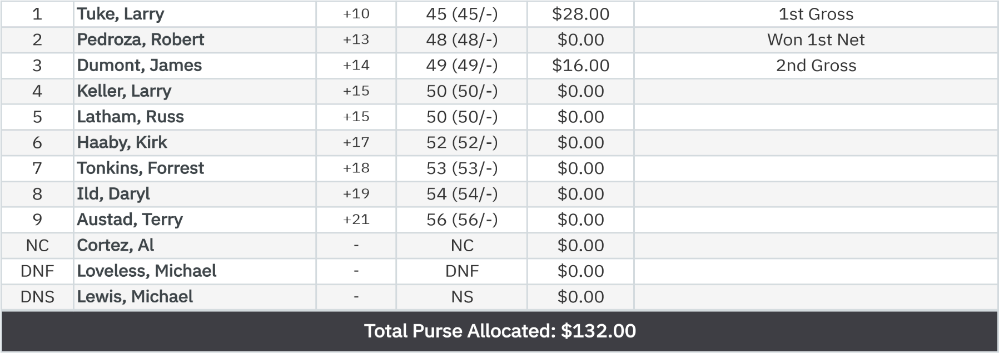 1 Tuke, Larry +10 45 (45/-) $28.00 1st Gross
2 Pedroza, Robert +13 48 (48/-) $0.00 Won 1st Net
3 Dumont, James +14 49 (49/-) $16.00 2nd Gross
4 Keller, Larry +15 50 (50/-) $0.00
5 Latham, Russ +15 50 (50/-) $0.00
6 Haaby, Kirk +17 52 (52/-) $0.00
7 Tonkins, Forrest +18 53 (53/-) $0.00
8 Ild, Daryl +19 54 (54/-) $0.00
9 Austad, Terry +21 56 (56/-) $0.00
NC Cortez, Al - NC $0.00
DNF Loveless, Michael - DNF $0.00
DNS Lewis, Michael - NS $0.00
Total Purse Allocated: $132.00